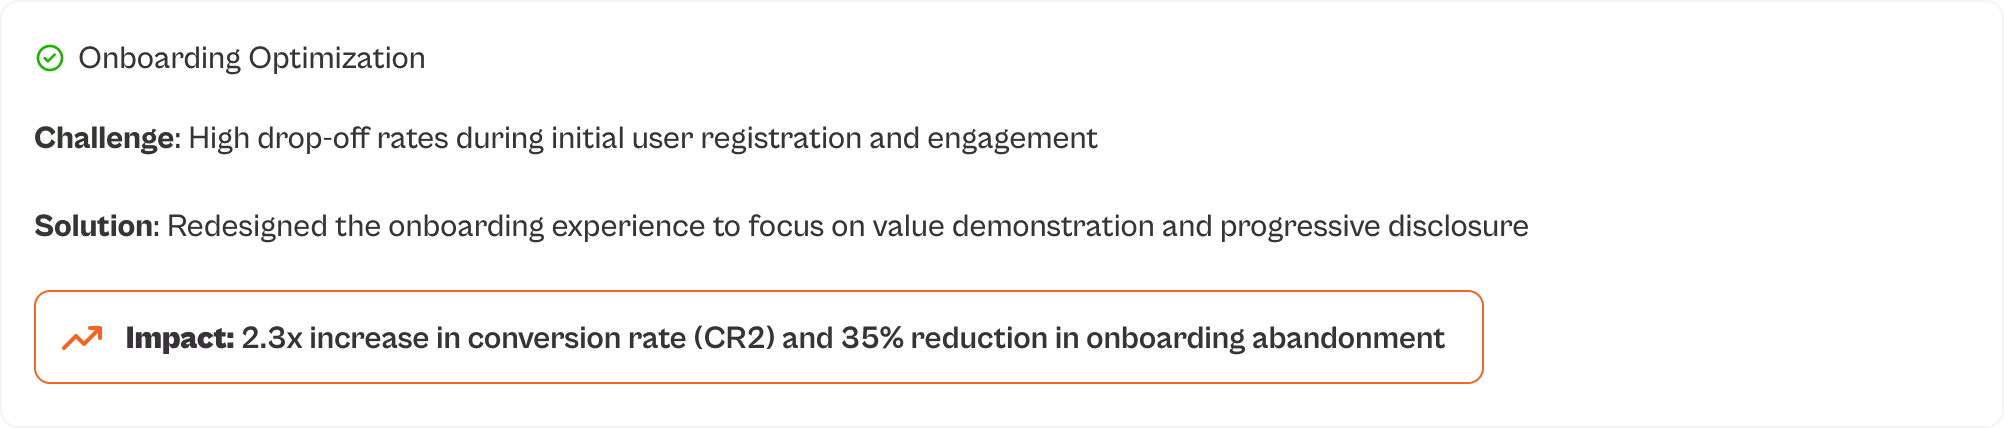 Onboarding Optimization
Challenge: High drop-off rates during initial user registration and engagement
Solution: Redesigned the onboarding experience to focus on value demonstration and progressive disclosure
Impact: 2.3x increase in conversion rate (CR2) and 35% reduction in onboarding abandonment